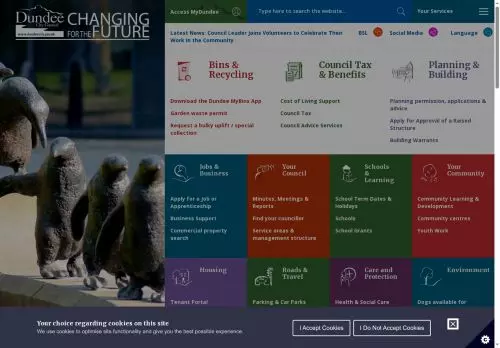 Dundee
City Council
CHANGING
FOR THE FUTURE
www.dundeecity.gov.uk
Access MyDundee
Type here to search the website...
Your Services
Latest News: Council Leader Joins Volunteers to Celebrate Their
Work in the Community
BSL
Social Media
Language
Bins &
Recycling
Download the Dundee MyBins App
Garden waste permit
Request a bulky uplift / special
collection
Council Tax
& Benefits
Cost of Living Support
Council Tax
Council Advice Services
Planning &
Building
Planning permission, applications &
advice
Apply for Approval of a Raised
Structure
Building Warrants
Jobs &
Business
Apply For a Job or
Apprenticeship
Business Support
Commercial property
search
Your
Council
Minutes, Meetings &
Reports
Find your councillor
Service areas &
management structure
Schools
&
Learning
School Term Dates &
Holidays
Schools
School Grants
Your
Community
Community Learning &
Development
Community centres
Youth Work
Housing
Tenant Portal
Roads &
Travel
Parking & Car Parks
Care and
Protection
Health & Social Care
Environment
Dogs available for
Your choice regarding cookies on this site
We use cookies to optimise site functionality and give you the best possible experience.
I Accept Cookies
I Do Not Accept Cookies